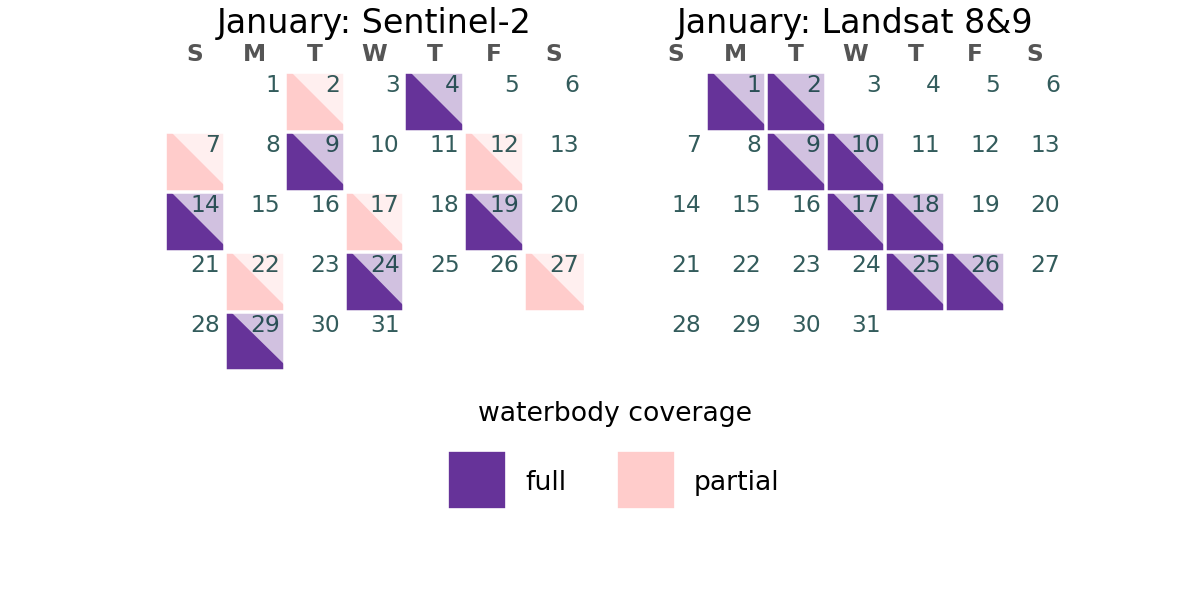 January: Sentinel-2
S M T W T F S
1 2 3 4 5 6
7 8 9 10 11 12 13
14 15 16 17 18 19 20
21 22 23 24 25 26 27
28 29 30 31
January: Landsat 8&9
S M T W T F S
1 2 3 4 5 6
7 8 9 10 11 12 13
14 15 16 17 18 19 20
21 22 23 24 25 26 27
28 29 30 31
waterbody coverage
full partial